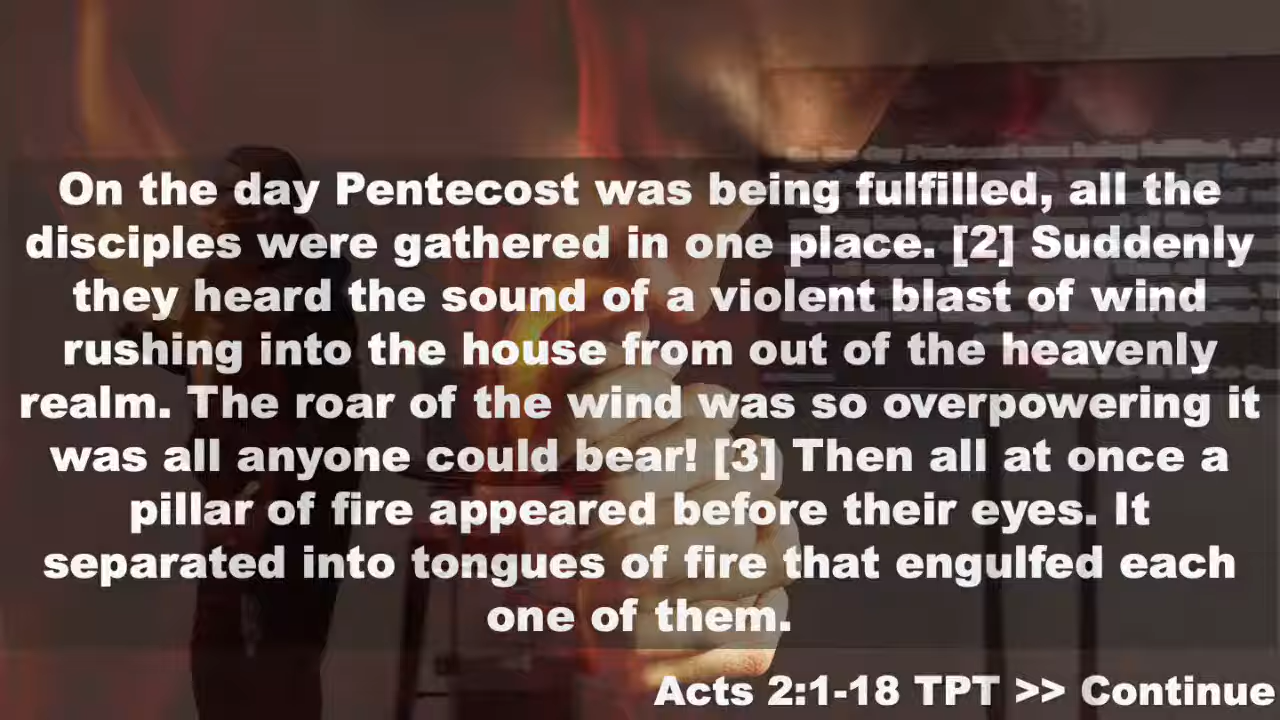 On the day Pentecost was being fulfilled, all the
disciples were gathered in one place. [2] Suddenly
they heard the sound of a violent blast of wind
rushing into the house from out of the heavenly
realm. The roar of the wind was so overpowering it
was all anyone could bear! [3] Then all at once a
pillar of fire appeared before their eyes. It
separated into tongues of fire that engulfed each
one of them.
Acts 2:1-18 TPT >> Continue